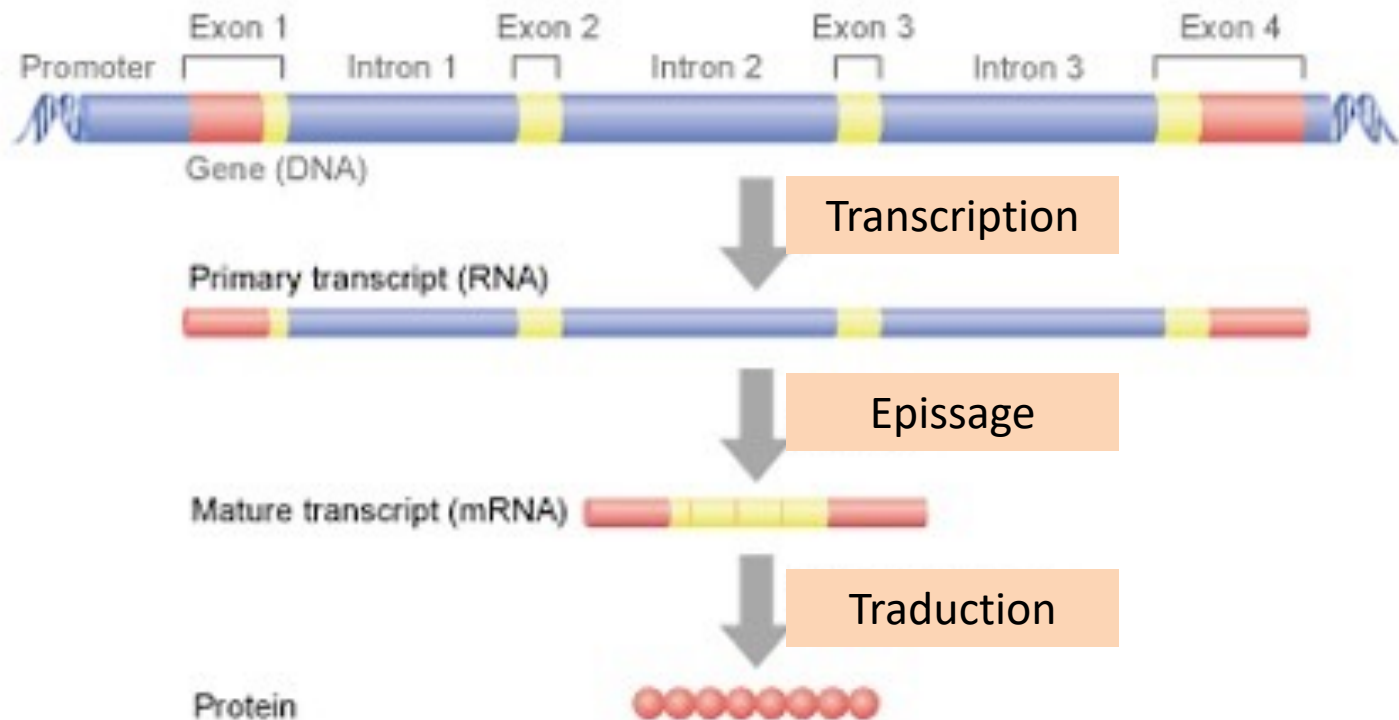 Exon 1 Exon 2 Exon 3 Exon 4
Promoter Intron 1 Intron 2 Intron 3
Gene (DNA)
Transcription
Primary transcript (RNA)
Epissage
Mature transcript (mRNA)
Traduction
Protein